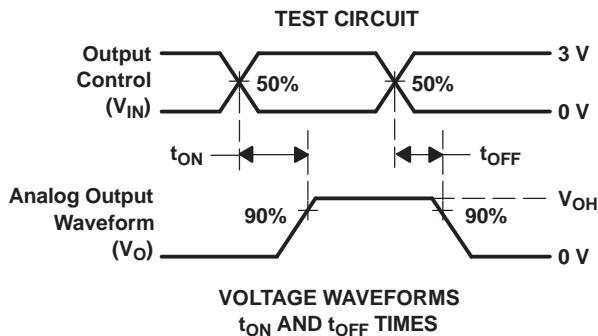 TEST CIRCUIT
Output
Control
(VIN)
3 V
50%
50%
0 V
tON
tOFF
Analog Output
Waveform
(VO)
VOH
90%
90%
0 V
VOLTAGE WAVEFORMS
tON AND tOFF TIMES